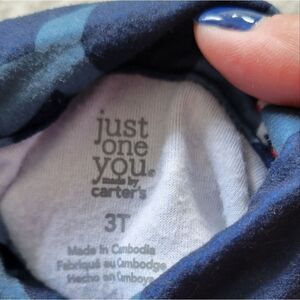 just
one
you®
made by
carter's
3T
Made in Cambodia
Fabriqué au Cambodge
Hecho en Camboya